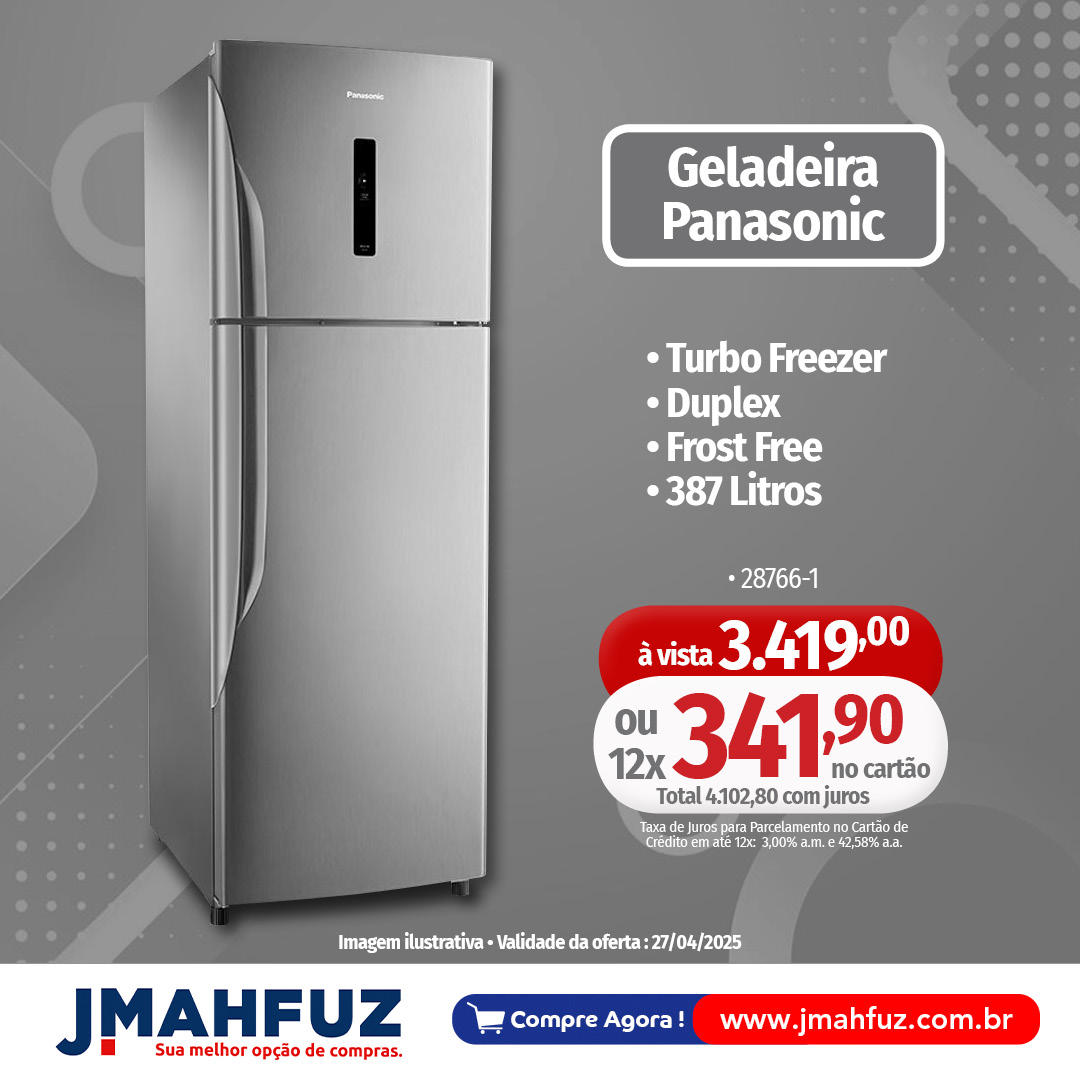 Panasonic
Geladeira
Panasonic
• Turbo Freezer
• Duplex
• Frost Free
• 387 Litros
• 28766-1
à vista 3.419,00
ou
12x 341,90
no cartão
Total 4.102,80 com juros
Taxa de Juros para Parcelamento no Cartão de
Crédito em até 12x: 3,00% a.m. e 42,58% a.a.
Imagem ilustrativa • Validade da oferta : 27/04/2025
JMAHFUZ
Sua melhor opção de compras.
Compre Agora !
www.jmahfuz.com.br